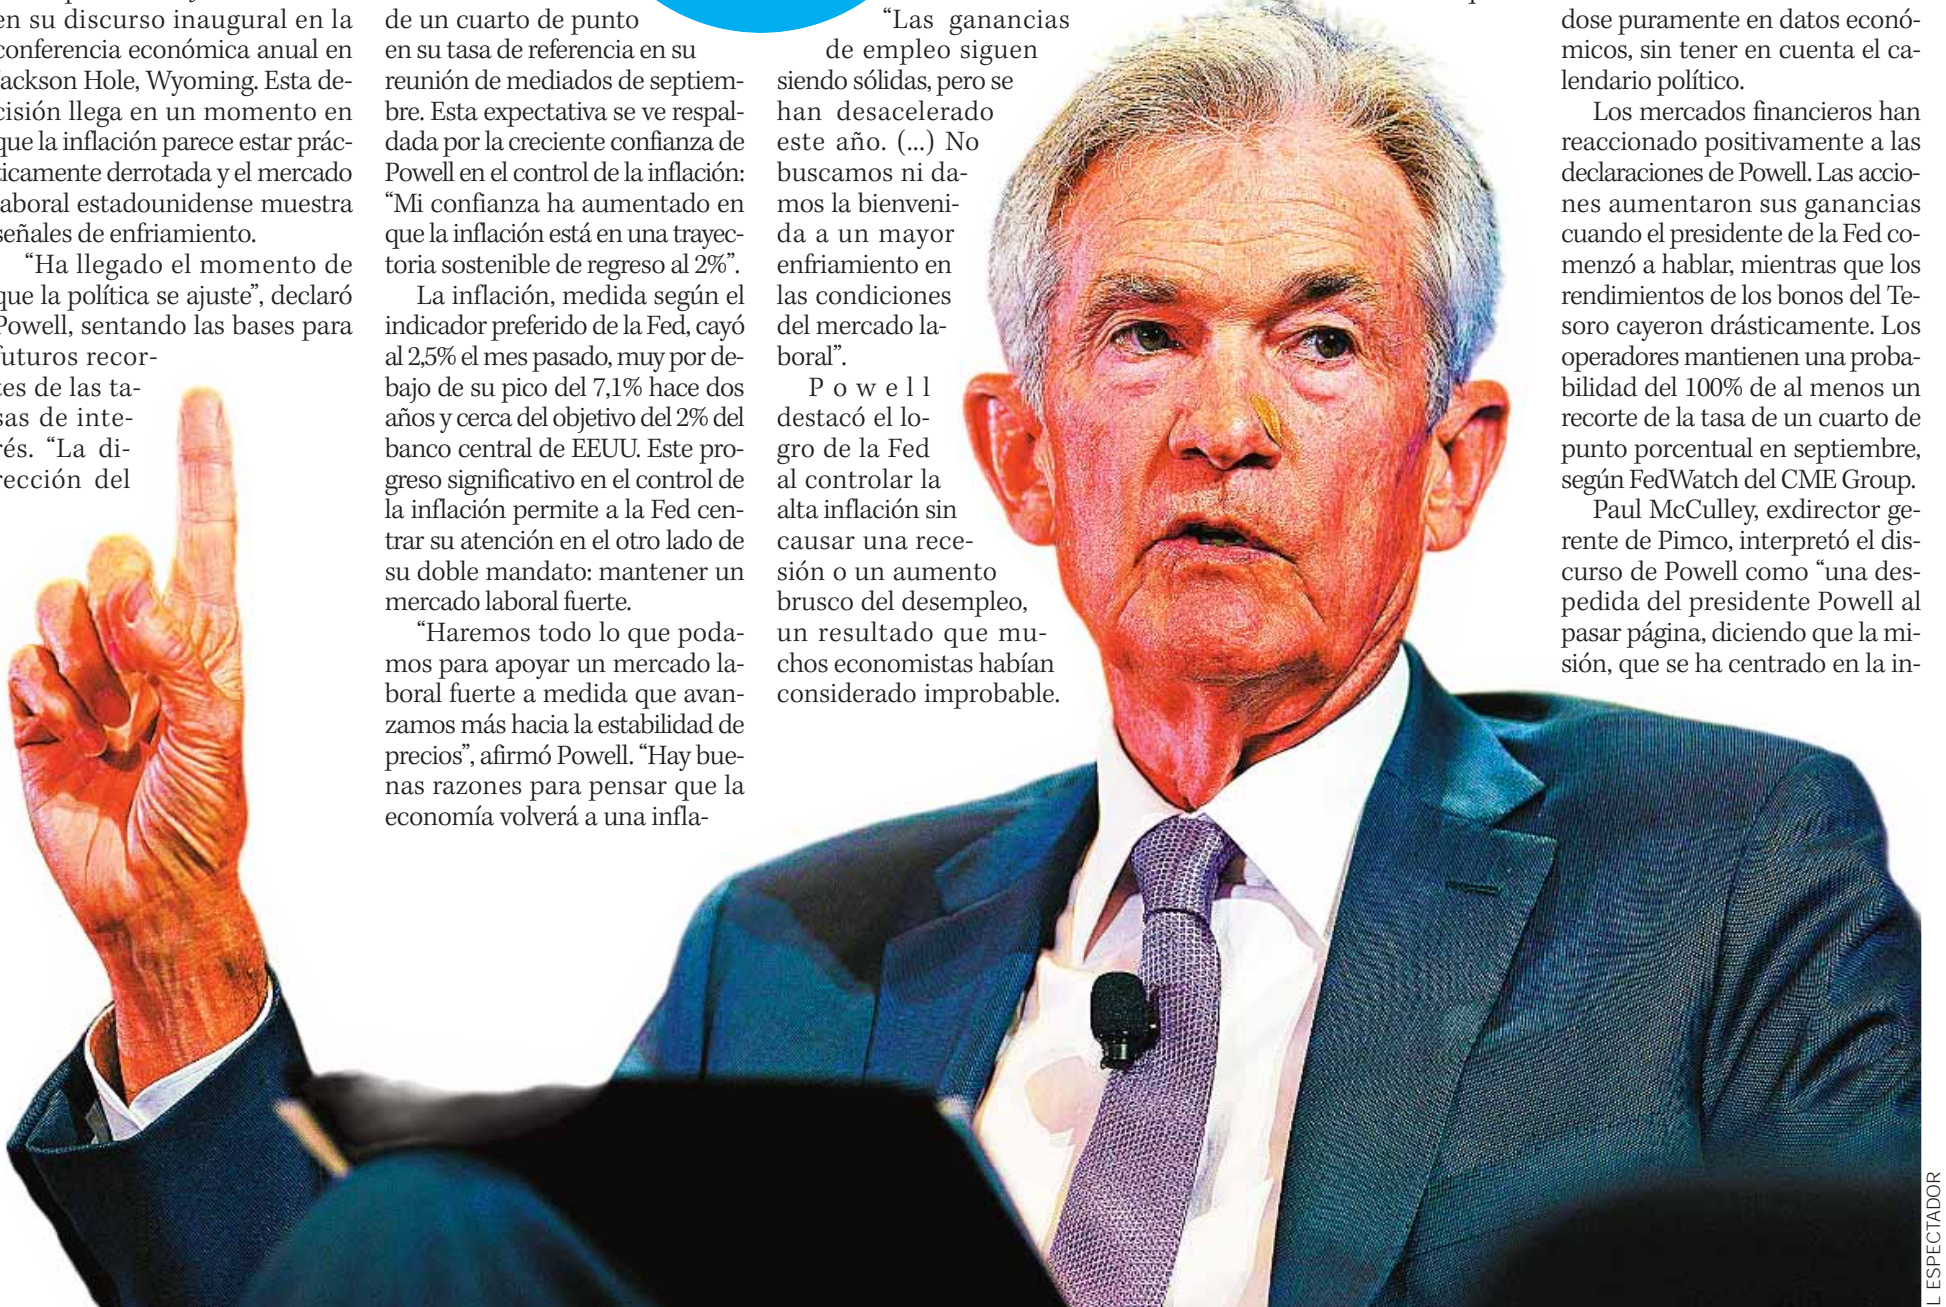 en su discurso inaugural en la
conferencia económica anual en
Jackson Hole, Wyoming. Esta de-
cisión llega en un momento en
que la inflación parece estar prác-
ticamente derrotada y el mercado
laboral estadounidense muestra
señales de enfriamiento.
“Ha llegado el momento de
que la política se ajuste”, declaró
Powell, sentando las bases para
futuros recor-
tes de las ta-
sas de inte-
rés. “La di-
rección del
de un cuarto de punto
en su tasa de referencia en su
reunión de mediados de septiem-
bre. Esta expectativa se ve respal-
dada por la creciente confianza de
Powell en el control de la inflación:
“Mi confianza ha aumentado en
que la inflación está en una trayec-
toria sostenible de regreso al 2%”.
La inflación, medida según el
indicador preferido de la Fed, cayó
al 2,5% el mes pasado, muy por de-
bajo de su pico del 7,1% hace dos
años y cerca del objetivo del 2% del
banco central de EEUU. Este pro-
greso significativo en el control de
la inflación permite a la Fed cen-
trar su atención en el otro lado de
su doble mandato: mantener un
mercado laboral fuerte.
“Haremos todo lo que poda-
mos para apoyar un mercado la-
boral fuerte a medida que avan-
zamos más hacia la estabilidad de
precios”, afirmó Powell. “Hay bue-
nas razones para pensar que la
economía volverá a una infla-
“Las ganancias
de empleo siguen
siendo sólidas, pero se
han desacelerado
este año. (...) No
buscamos ni da-
mos la bienveni-
da a un mayor
enfriamiento en
las condiciones
del mercado la-
boral”.
Powell
destacó el lo-
gro de la Fed
al controlar la
alta inflación sin
causar una rece-
sión o un aumento
brusco del desempleo,
un resultado que mu-
chos economistas habían
considerado improbable.
dose puramente en datos econó-
micos, sin tener en cuenta el ca-
lendario político.
Los mercados financieros han
reaccionado positivamente a las
declaraciones de Powell. Las accio-
nes aumentaron sus ganancias
cuando el presidente de la Fed co-
menzó a hablar, mientras que los
rendimientos de los bonos del Te-
soro cayeron drásticamente. Los
operadores mantienen una proba-
bilidad del 100% de al menos un
recorte de la tasa de un cuarto de
punto porcentual en septiembre,
según FedWatch del CME Group.
Paul McCulley, exdirector ge-
rente de Pimco, interpretó el dis-
curso de Powell como “una des-
pedida del presidente Powell al
pasar página, diciendo que la mi-
sión, que se ha centrado en la in-
L ESPECTADOR